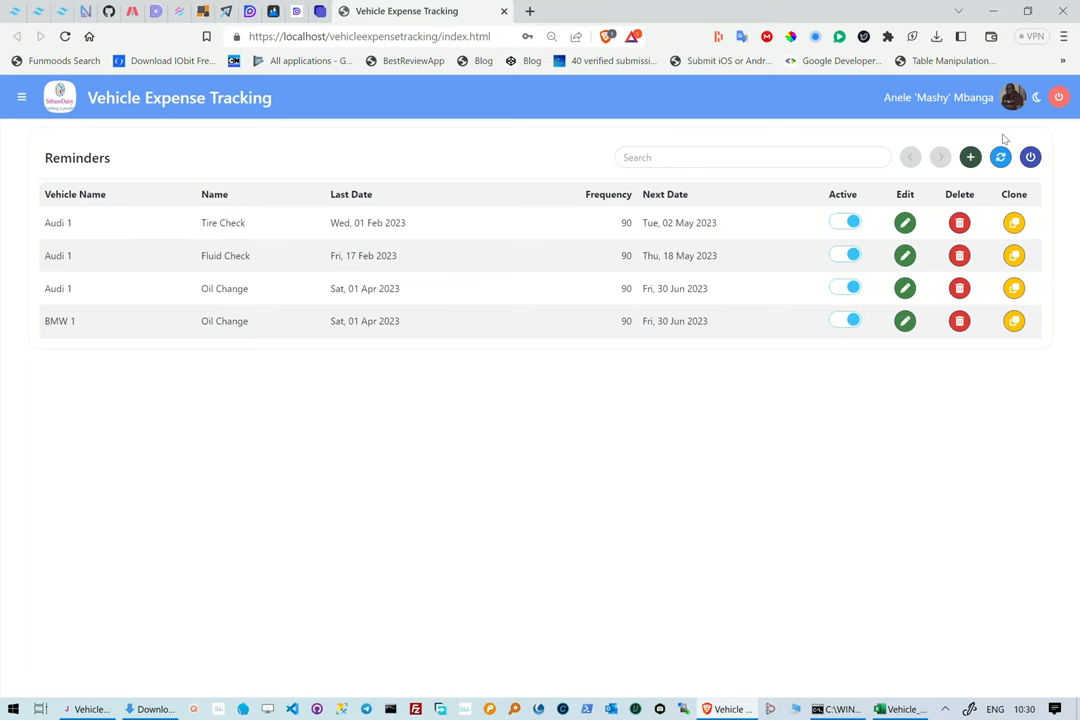 Vehicle Expense Tracking
https://localhost/vehicleexpensetracking/index.html
VPN
Funmoods Search
Download IObit Fre...
All applications - G...
BestReviewApp
Blog
Blog
40 verified submissi...
Submit iOS or Andr...
Google Developer...
Table Manipulation...
»
SithasoDaisy
Vehicle Expense Tracking
Anele 'Mashy' Mbanga
Reminders
Search
Vehicle Name Name Last Date Frequency Next Date Active Edit Delete Clone
Audi 1 Tire Check Wed, 01 Feb 2023 90 Tue, 02 May 2023
Audi 1 Fluid Check Fri, 17 Feb 2023 90 Thu, 18 May 2023
Audi 1 Oil Change Sat, 01 Apr 2023 90 Fri, 30 Jun 2023
BMW 1 Oil Change Sat, 01 Apr 2023 90 Fri, 30 Jun 2023
Vehicle...
Downlo...
Vehicle ...
C:\WIN...
Vehicle_...
ENG
10:30